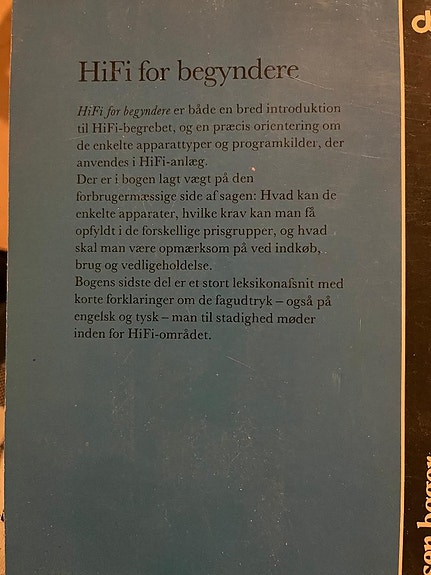 HiFi for begyndere
HiFi for begyndere er både en bred introduktion
til HiFi-begrebet, og en præcis orientering om
de enkelte apparattyper og programkilder, der
anvendes i HiFi-anlæg.
Der er i bogen lagt vægt på den
forbrugermæssige side af sagen: Hvad kan de
enkelte apparater, hvilke krav kan man få
opfyldt i de forskellige prisgrupper, og hvad
skal man være opmærksom på ved indkøb,
brug og vedligeholdelse.
Bogens sidste del er et stort leksikonafsnit med
korte forklaringer om de fagudtryk – også på
engelsk og tysk – man til stadighed møder
inden for HiFi-området.